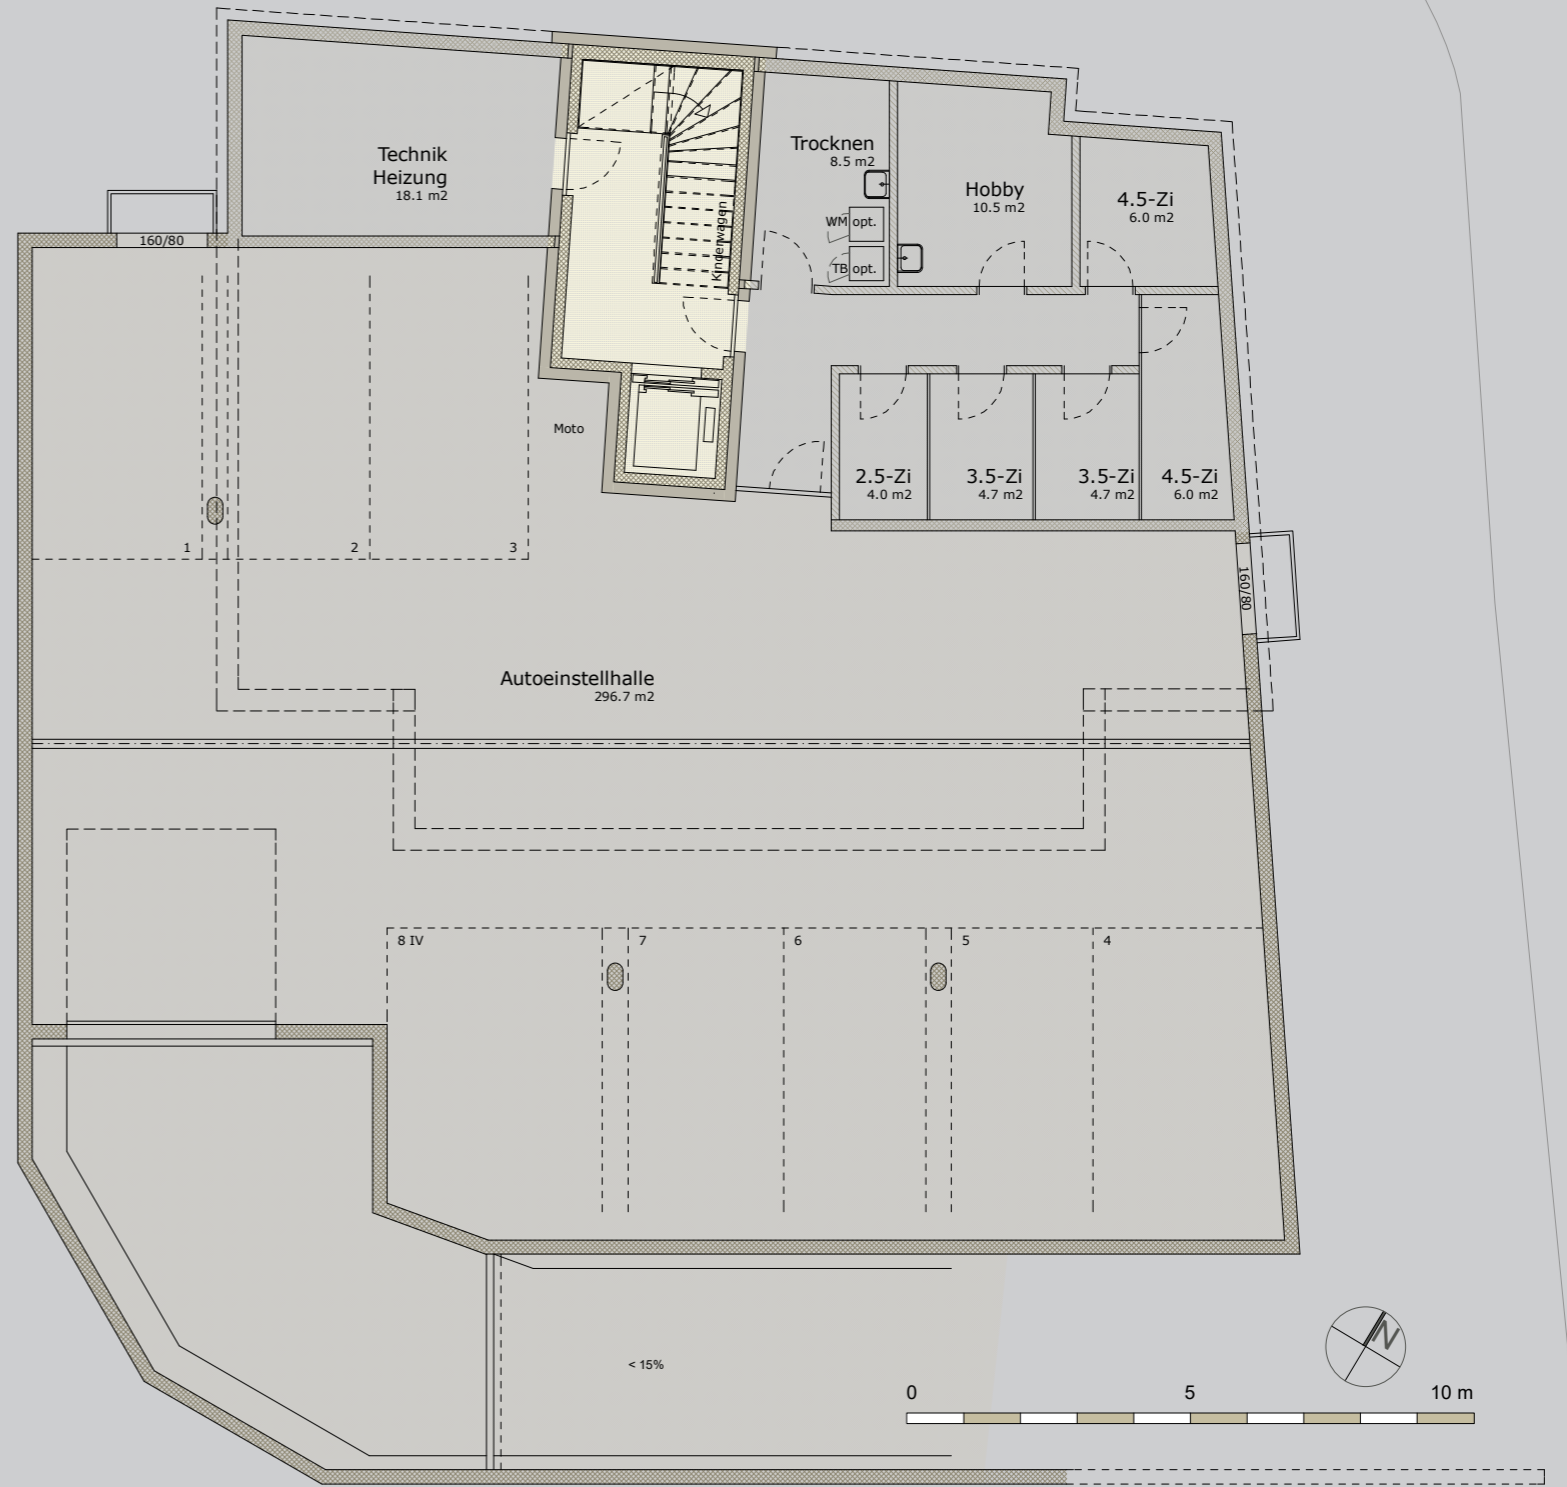 Technik
Heizung
18.1 m2
Trocknen
8.5 m2
Hobby
10.5 m2
4.5-Zi
6.0 m2
WM opt.
TB opt.
Kinderwagen
160/80
Moto
2.5-Zi
4.0 m2
3.5-Zi
4.7 m2
3.5-Zi
4.7 m2
4.5-Zi
6.0 m2
1
2
3
160/80
Autoeinstellhalle
296.7 m2
8 IV
7
6
5
4
< 15%
N
0 5 10 m